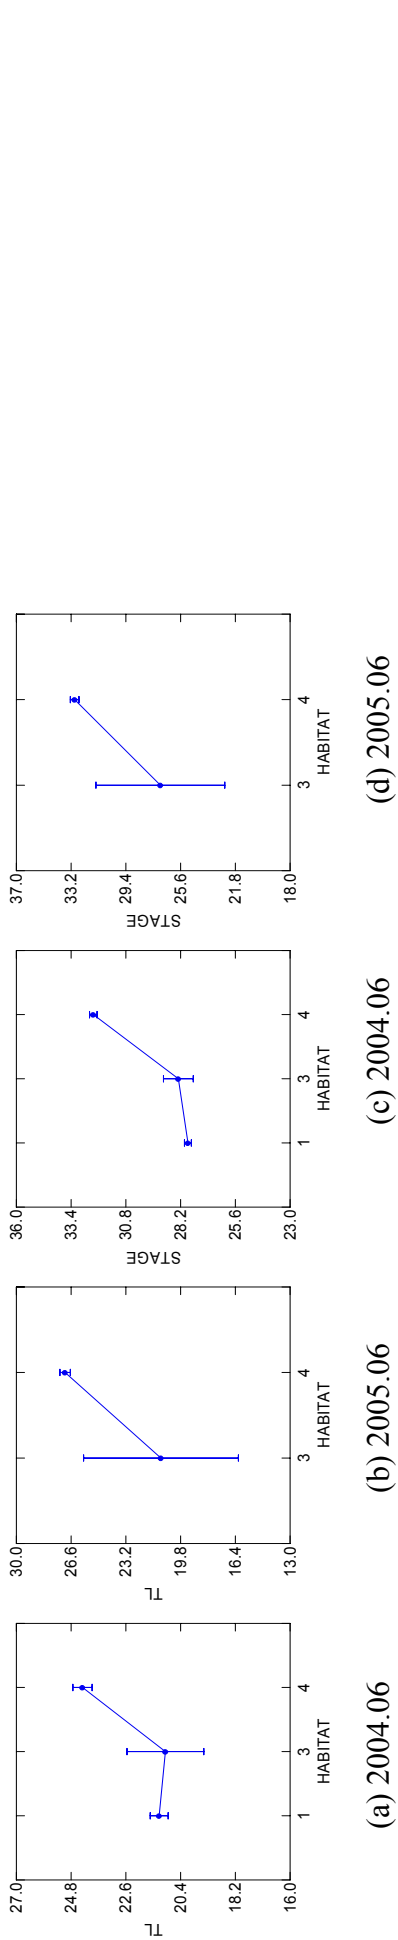 27.0
24.8
22.6
20.4
18.2
16.0
TL
1 3 4
HABITAT
(a) 2004.06
30.0
26.6
23.2
19.8
16.4
13.0
TL
3 4
HABITAT
(b) 2005.06
36.0
33.4
30.8
28.2
25.6
23.0
STAGE
1 3 4
HABITAT
(c) 2004.06
37.0
33.2
29.4
25.6
21.8
18.0
STAGE
3 4
HABITAT
(d) 2005.06